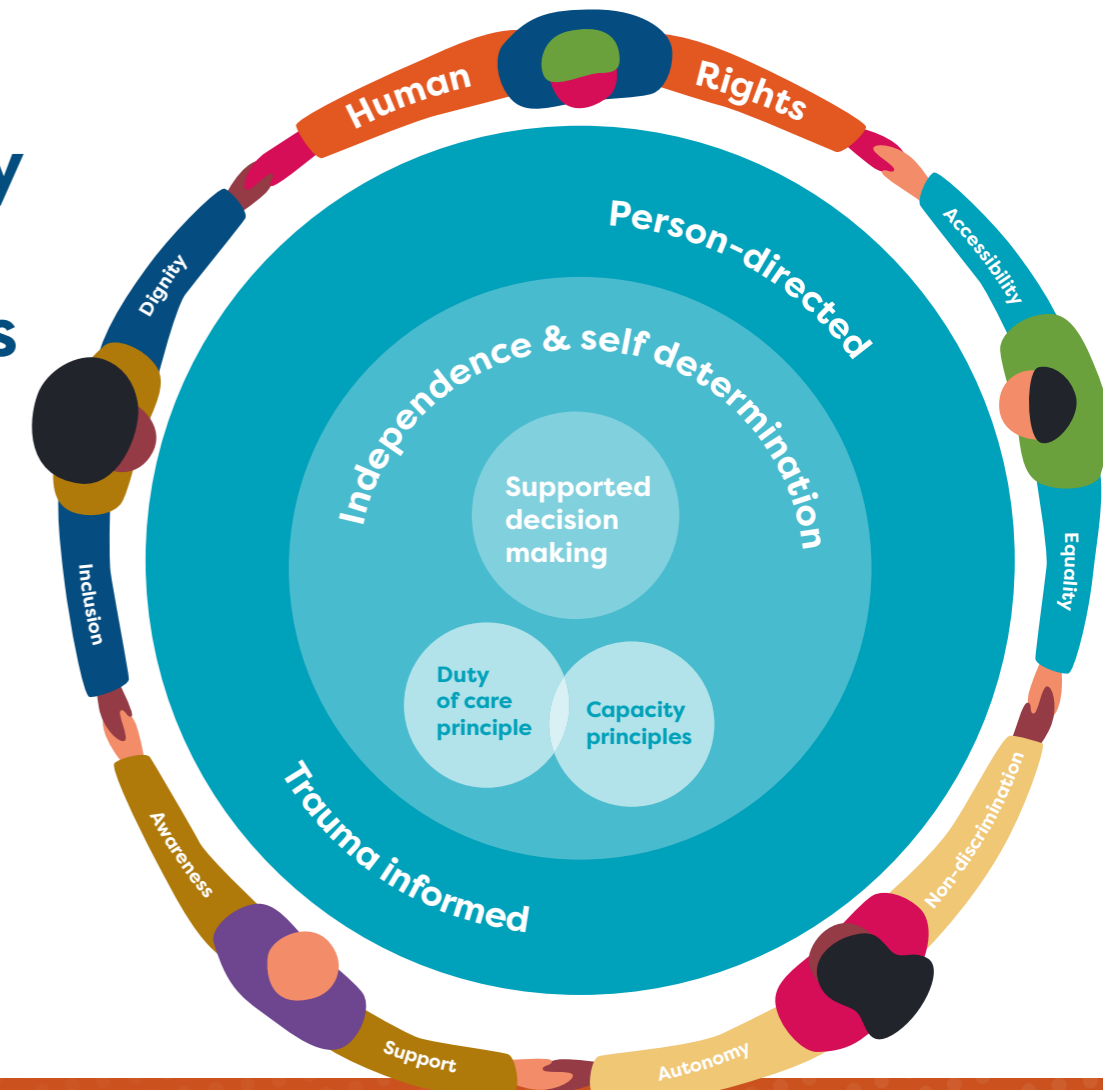 Human Rights
Accessibility
Equality
Non-discrimination
Autonomy
Support
Awareness
Inclusion
Dignity
Person-directed
Trauma informed
Independence & self determination
Supported
decision
making
Duty
of care
principle
Capacity
principles
y
s